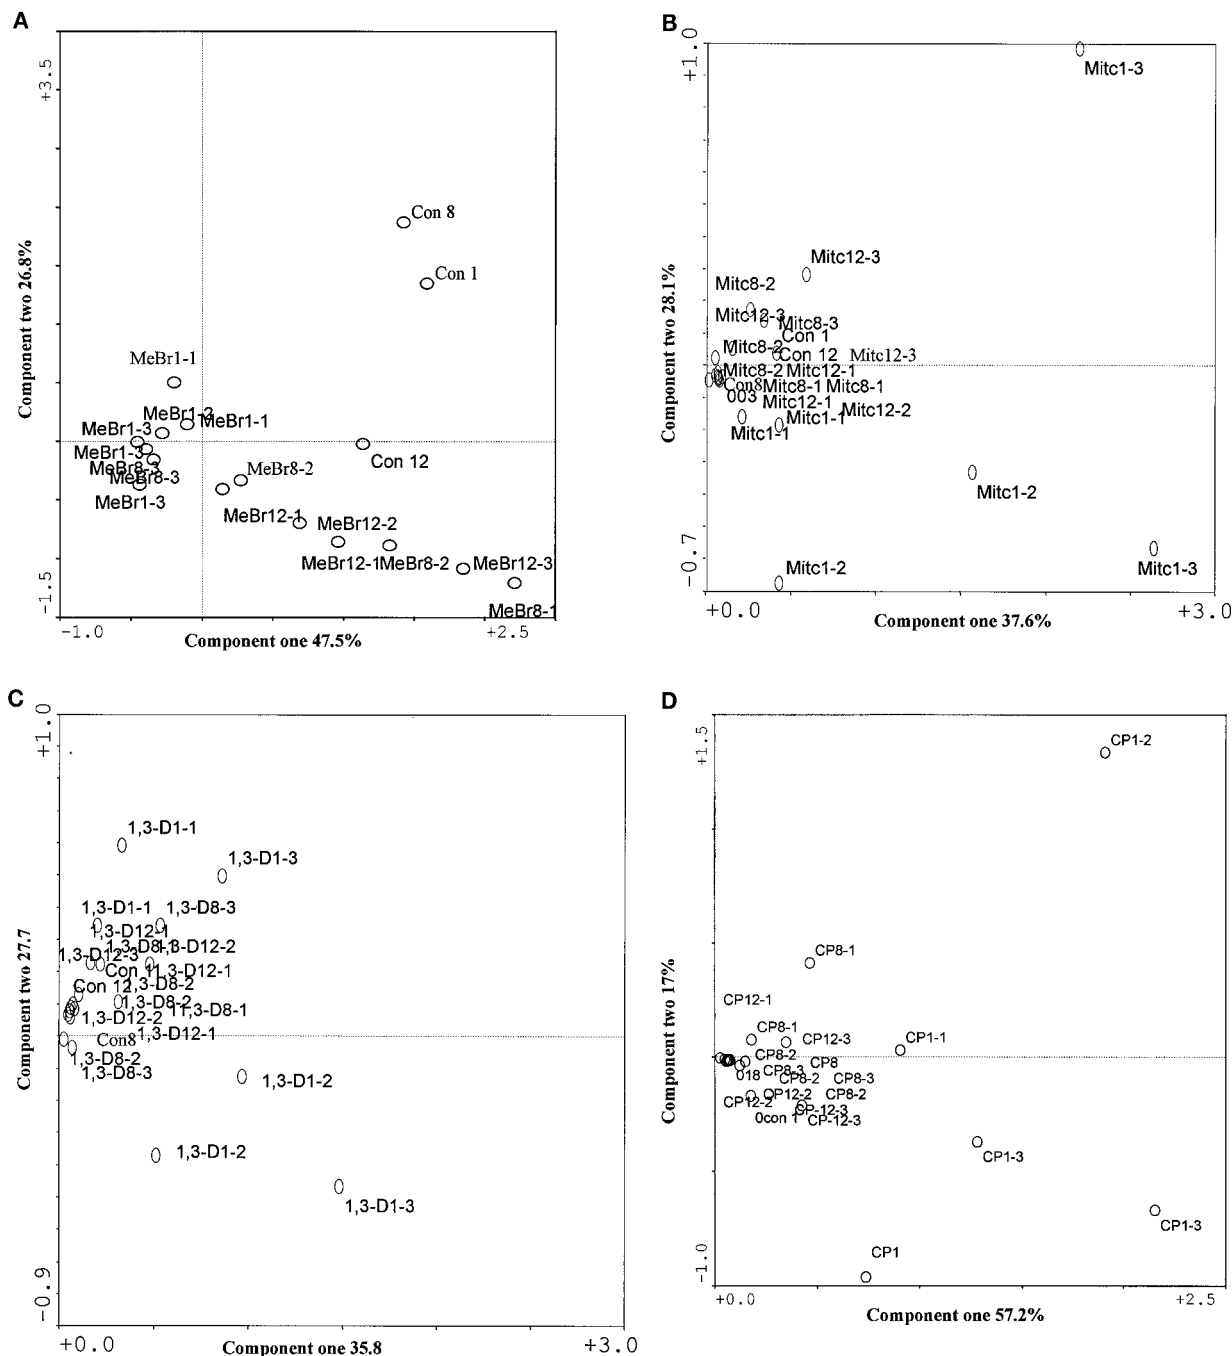 A
+3.5
Component two 26.8%
-1.5
Con 8
Con 1
MeBr1-1
MeBr1-2
MeBr1-1
MeBr1-3
MeBr1-3
MeBr8-3
MeBr8-3
MeBr1-3
Con 12
MeBr8-2
MeBr12-1
MeBr12-2
MeBr12-1
MeBr8-2
MeBr12-3
MeBr8-1
-1.0
Component one 47.5%
+2.5
B
+1.0
Component two 28.1%
-0.7
Mitc1-3
Mitc12-3
Mitc8-2
Mitc12-3
Mitc8-3
Con 1
Mitc8-2
Con 12
Mitc12-3
Mitc8-2
Mitc12-1
Con8
Mitc8-1
Mitc8-1
003
Mitc12-1
Mitc12-2
Mitc1-1
Mitc1-1
Mitc1-2
Mitc1-2
Mitc1-3
+0.0
Component one 37.6%
+3.0
C
+1.0
Component two 27.7
-0.9
1,3-D1-1
1,3-D1-3
1,3-D1-1
1,3-D8-3
1,3-D12-1
1,3-D12-2
1,3-D12-3
Con 1
1,3-D12-1
Con 12
1,3-D8-2
1,3-D8-2
1,3-D8-1
1,3-D12-2
Con8
1,3-D12-1
1,3-D8-2
1,3-D8-3
1,3-D1-2
1,3-D1-2
1,3-D1-3
+0.0
Component one 35.8
+3.0
D
+1.5
Component two 17%
-1.0
CP1-2
CP8-1
CP12-1
CP8-1
CP12-3
CP1-1
CP8-2
CP8
018
CP8-3
CP8-2
CP8-3
CP12-2
CP12-2
CP8-2
CP-12-3
0con 1
CP-12-3
CP1-3
CP1-3
CP1
+0.0
Component one 57.2%
+2.5